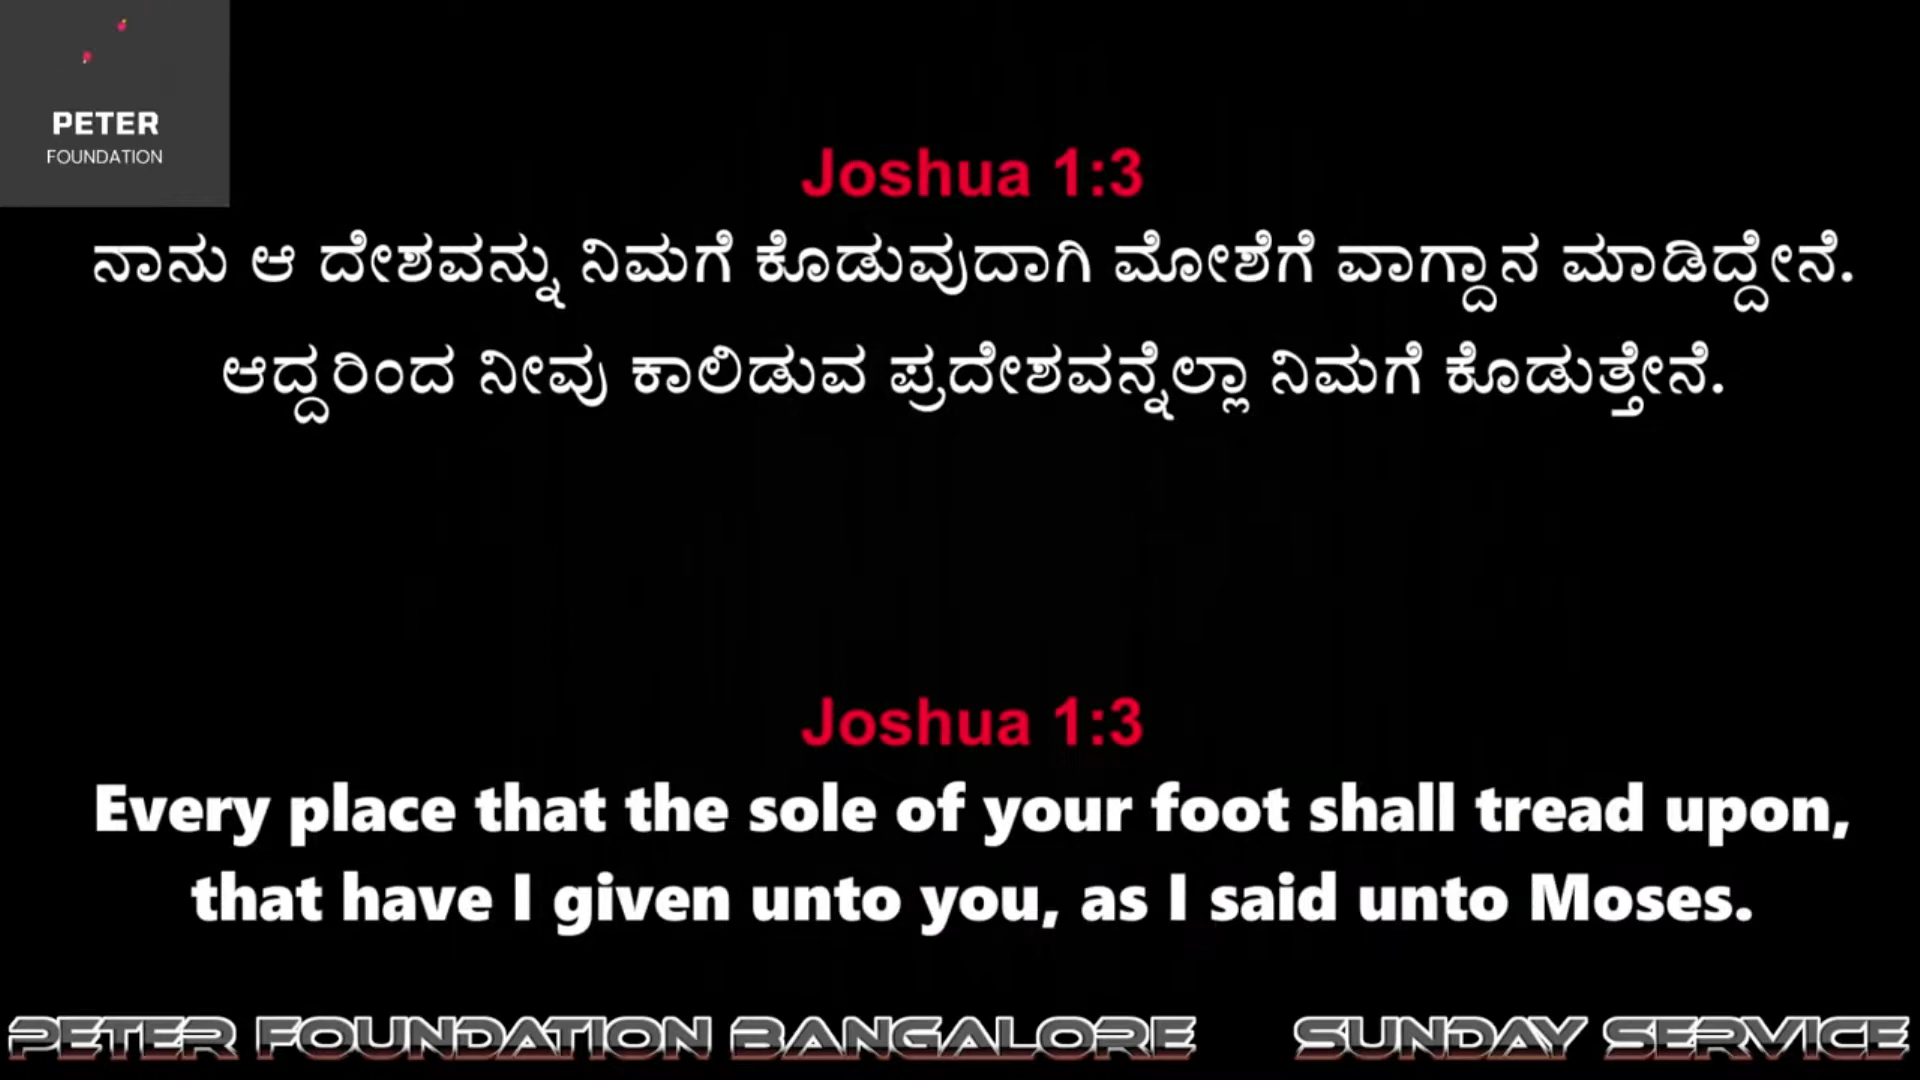 PETER
FOUNDATION
Joshua 1:3
ನಾನು ಆ ದೇಶವನ್ನು ನಿಮಗೆ ಕೊಡುವುದಾಗಿ ಮೋಶೆಗೆ ವಾಗ್ದಾನ ಮಾಡಿದ್ದೇನೆ.
ಆದ್ದರಿಂದ ನೀವು ಕಾಲಿಡುವ ಪ್ರದೇಶವನ್ನೆಲ್ಲಾ ನಿಮಗೆ ಕೊಡುತ್ತೇನೆ.
Joshua 1:3
Every place that the sole of your foot shall tread upon,
that have I given unto you, as I said unto Moses.
PETER FOUNDATION BANGALORE SUNDAY SERVICE